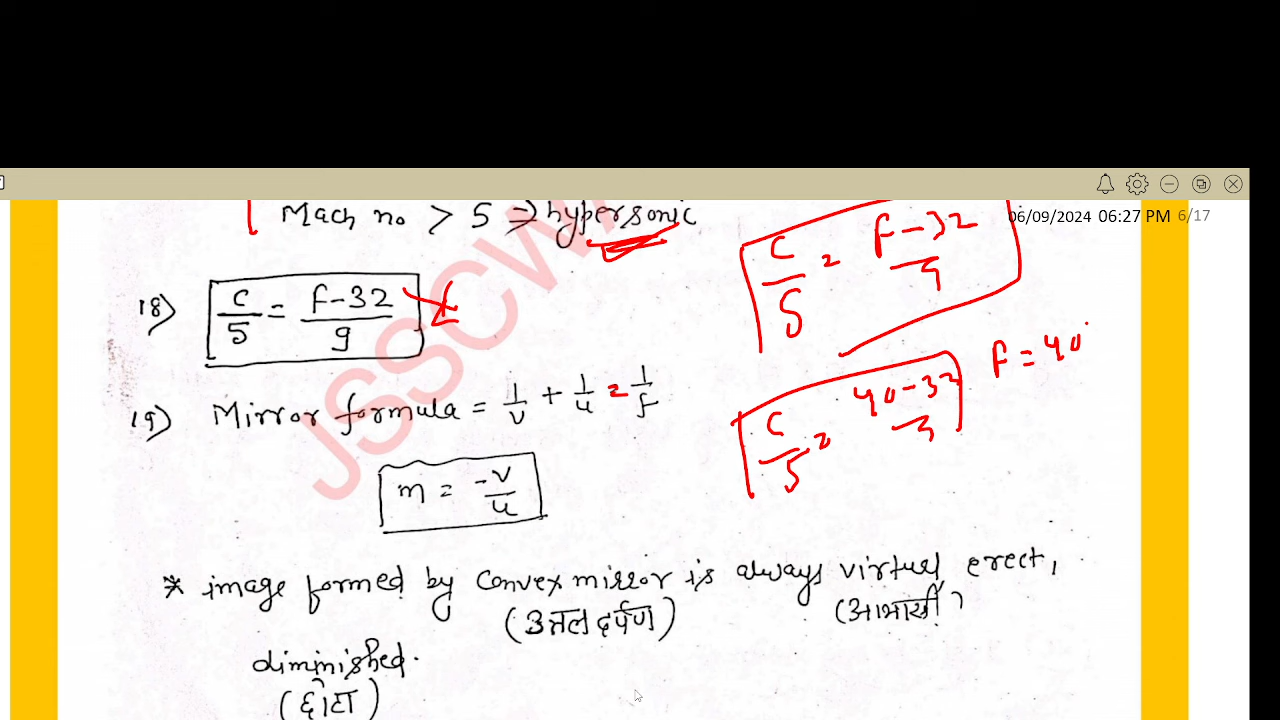 06/09/2024 06:27 PM 6/17
Mach no > 5 ⇒ hypersonic
18) C/5 = F-32/9
19) Mirror formula = 1/v + 1/u = 1/f
m = -v/u
* image formed by convex mirror is always virtual, erect,
(उत्तल दर्पण) (आभासी)
diminished.
(छोटा)
C/5 = F-32/9
F = 40°
C/5 = 40-32/9
JSSCW